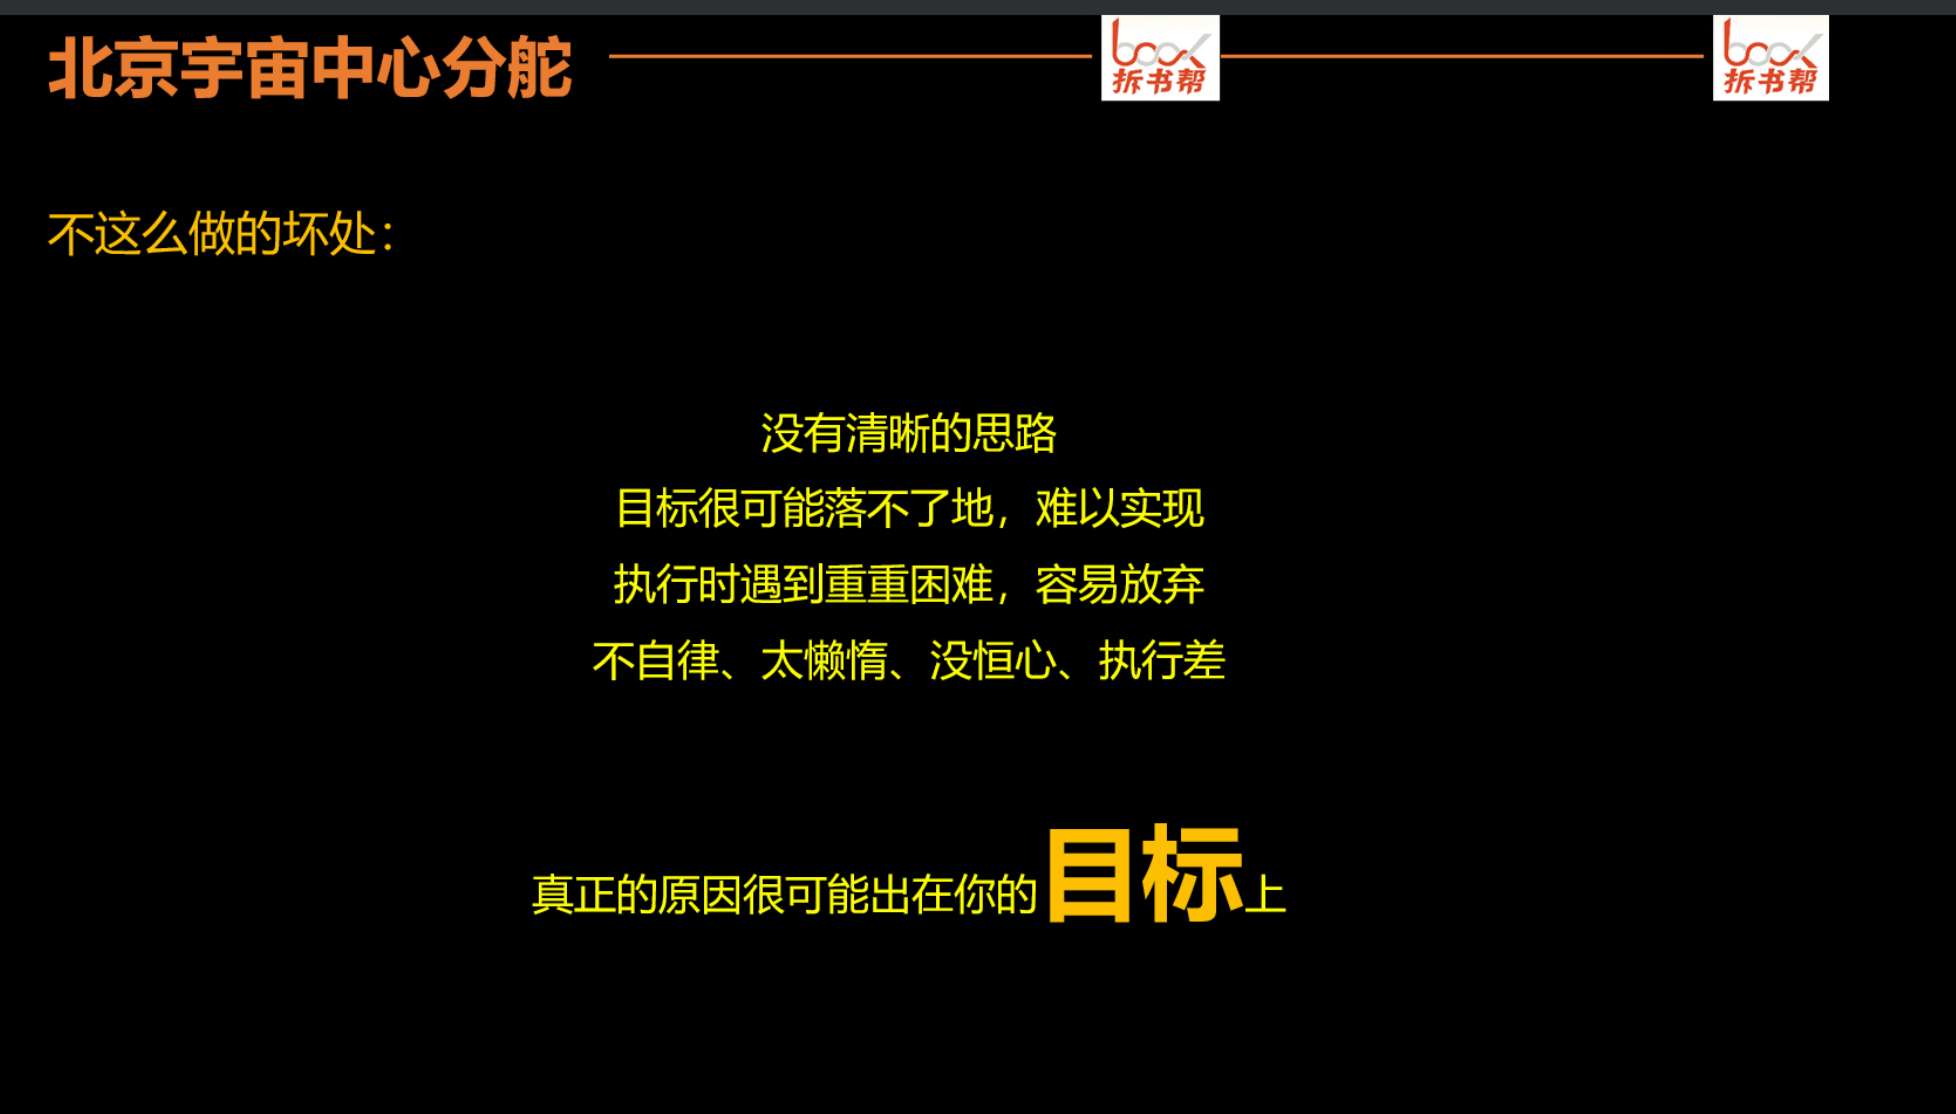 北京宇宙中心分舵
book
拆书帮
book
拆书帮
不这么做的坏处：
没有清晰的思路
目标很可能落不了地，难以实现
执行时遇到重重困难，容易放弃
不自律、太懒惰、没恒心、执行差
真正的原因很可能出在你的目标上